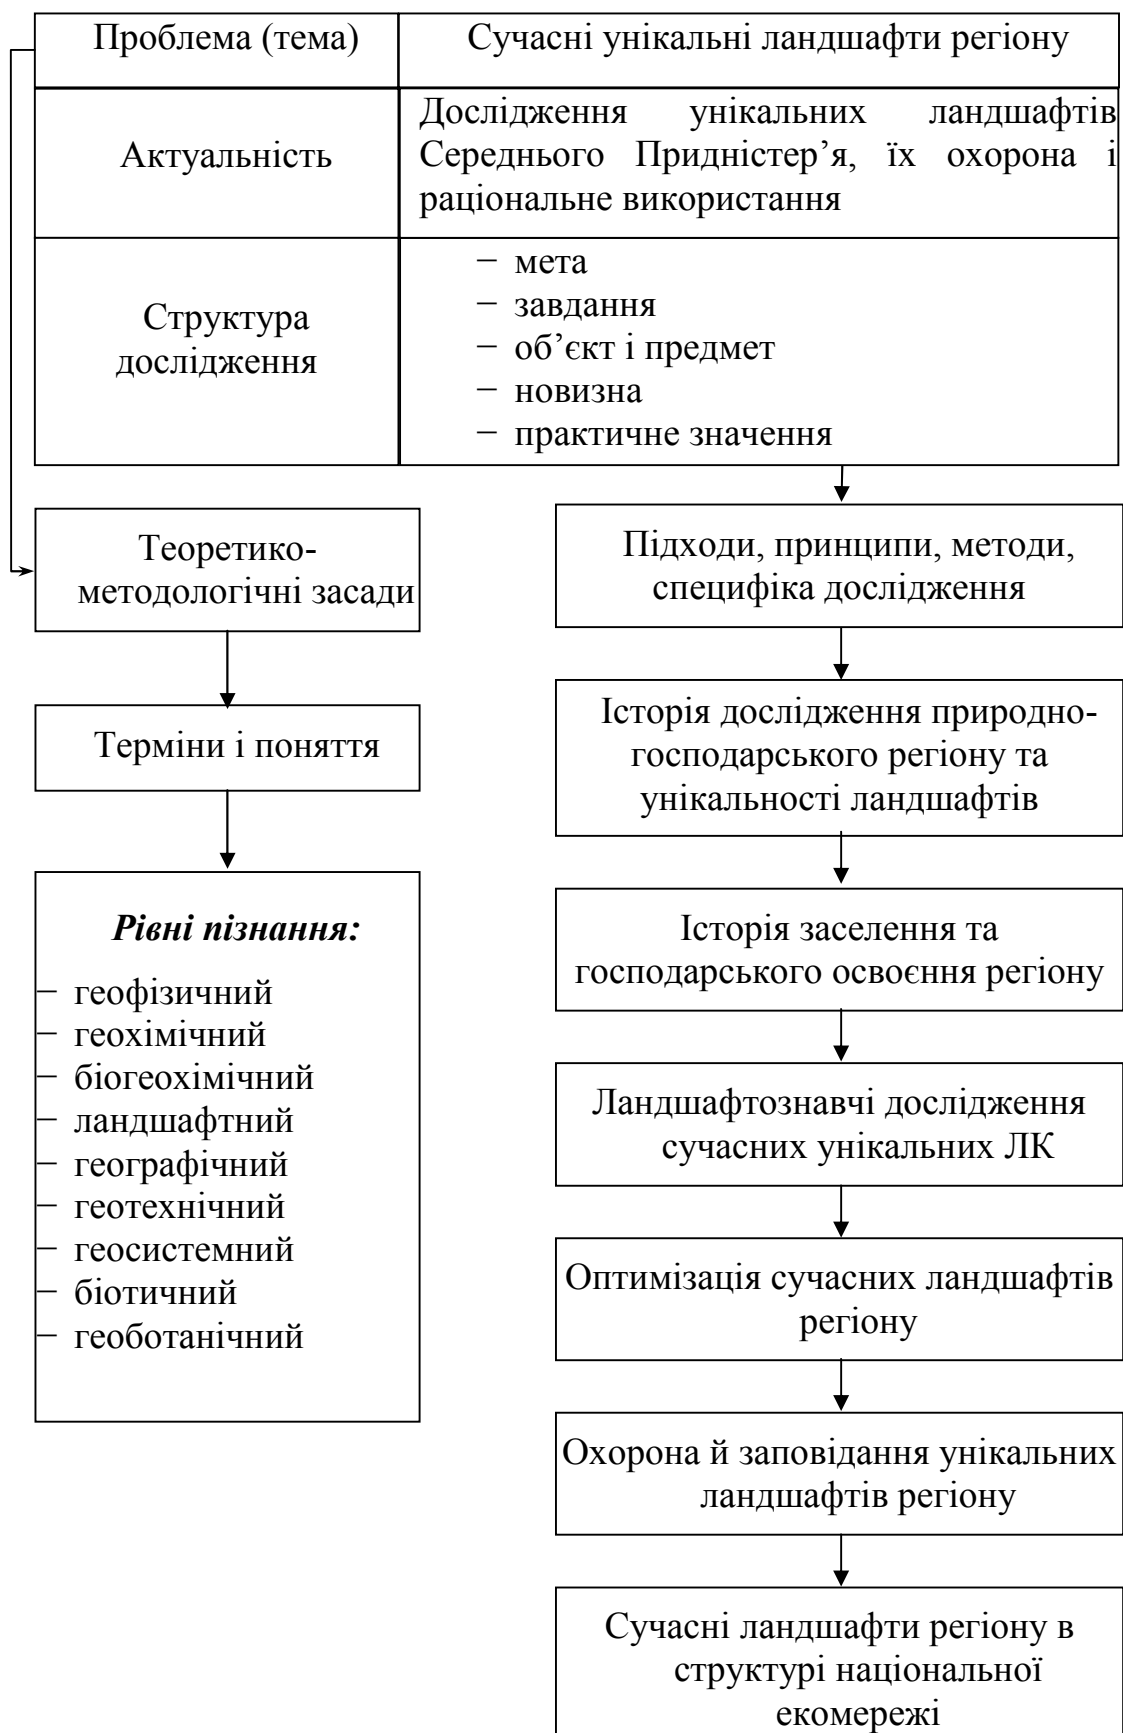 Проблема (тема)
Сучасні унікальні ландшафти регіону
Актуальність
Дослідження унікальних ландшафтів
Середнього Придністер’я, їх охорона і
раціональне використання
Структура
дослідження
− мета
− завдання
− об’єкт і предмет
− новизна
− практичне значення
Теоретико-
методологічні засади
Терміни і поняття
Рівні пізнання:
− геофізичний
− геохімічний
− біогеохімічний
− ландшафтний
− географічний
− геотехнічний
− геосистемний
− біотичний
− геоботанічний
Підходи, принципи, методи,
специфіка дослідження
Історія дослідження природно-
господарського регіону та
унікальності ландшафтів
Історія заселення та
господарського освоєння регіону
Ландшафтознавчі дослідження
сучасних унікальних ЛК
Оптимізація сучасних ландшафтів
регіону
Охорона й заповідання унікальних
ландшафтів регіону
Сучасні ландшафти регіону в
структурі національної
екомережі